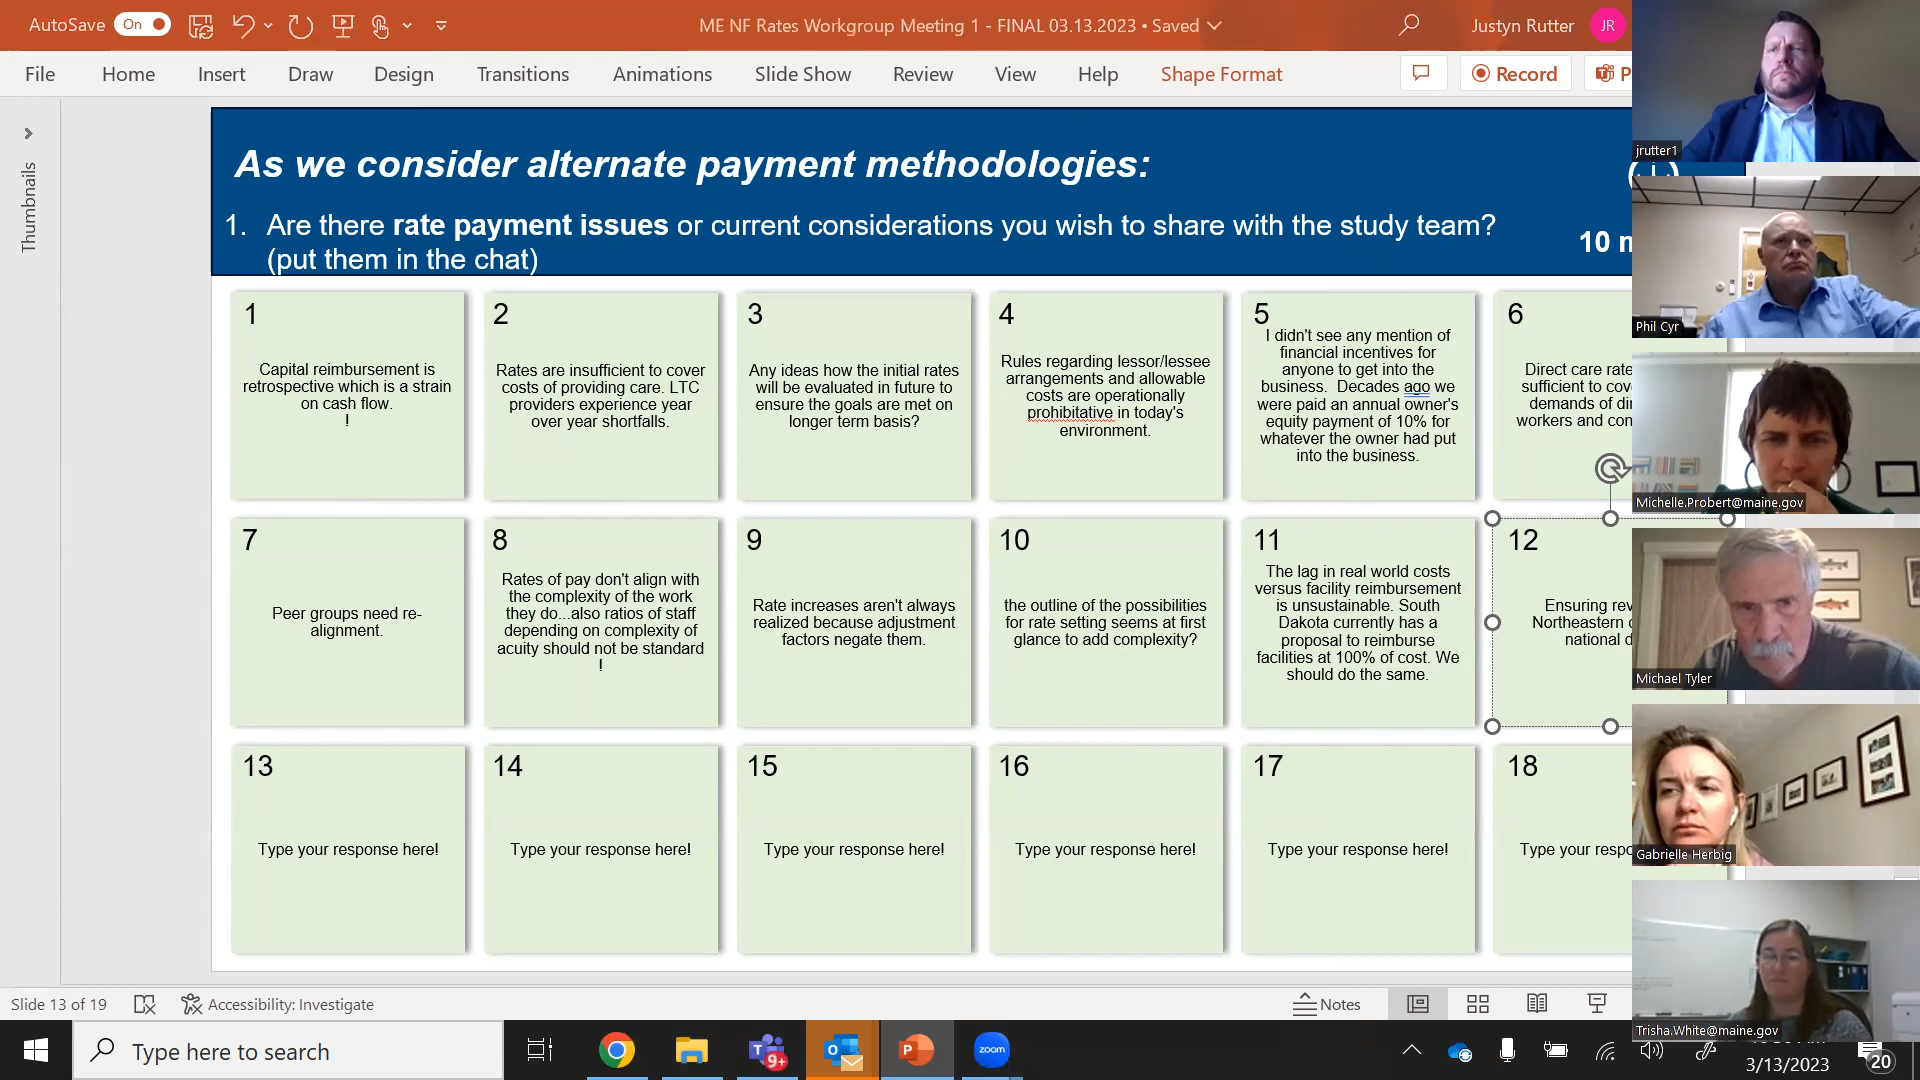 AutoSave On
ME NF Rates Workgroup Meeting 1 - FINAL 03.13.2023 • Saved
Justyn Rutter JR
File Home Insert Draw Design Transitions Animations Slide Show Review View Help Shape Format
Record
Thumbnails
As we consider alternate payment methodologies:
1. Are there rate payment issues or current considerations you wish to share with the study team?
(put them in the chat)
10
1
Capital reimbursement is
retrospective which is a strain
on cash flow.
!
2
Rates are insufficient to cover
costs of providing care. LTC
providers experience year
over year shortfalls.
3
Any ideas how the initial rates
will be evaluated in future to
ensure the goals are met on
longer term basis?
4
Rules regarding lessor/lessee
arrangements and allowable
costs are operationally
prohibitative in today's
environment.
5
I didn't see any mention of
financial incentives for
anyone to get into the
business. Decades ago we
were paid an annual owner's
equity payment of 10% for
whatever the owner had put
into the business.
6
Direct care rate
sufficient to
demands of
workers and
7
Peer groups need re-
alignment.
8
Rates of pay don't align with
the complexity of the work
they do...also ratios of staff
depending on complexity of
acuity should not be standard
!
9
Rate increases aren't always
realized because adjustment
factors negate them.
10
the outline of the possibilities
for rate setting seems at first
glance to add complexity?
11
The lag in real world costs
versus facility reimbursement
is unsustainable. South
Dakota currently has a
proposal to reimburse
facilities at 100% of cost. We
should do the same.
12
Ensuring
Northeastern
national
13
Type your response here!
14
Type your response here!
15
Type your response here!
16
Type your response here!
17
Type your response here!
18
Type your
jrutter1
Phil Cyr
Michelle.Probert@maine.gov
Michael Tyler
Gabrielle Herbig
Trisha.White@maine.gov
Slide 13 of 19
Accessibility: Investigate
Notes
Type here to search
9+
zoom
3/13/2023
20